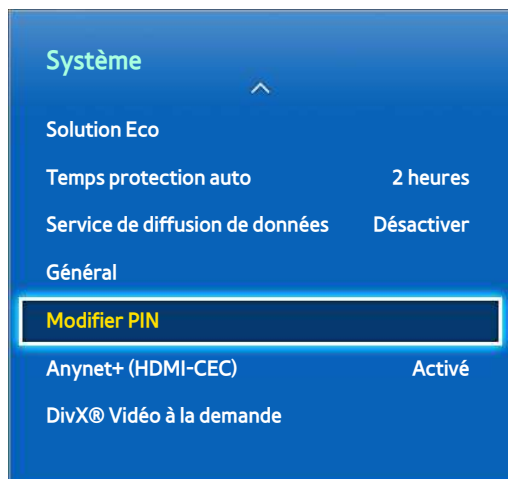 Système
Solution Eco
Temps protection auto 2 heures
Service de diffusion de données Désactiver
Général
Modifier PIN
Anynet+ (HDMI-CEC) Activé
DivX® Vidéo à la demande